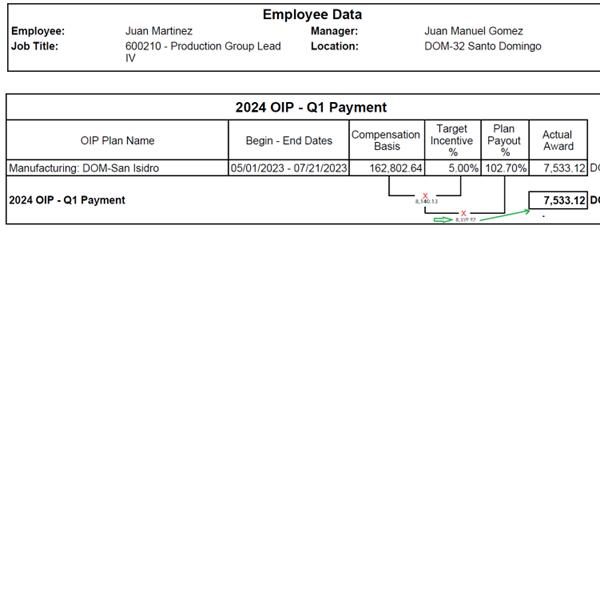 Employee Data
Employee: Juan Martinez Manager: Juan Manuel Gomez
Job Title: 600210 - Production Group Lead IV Location: DOM-32 Santo Domingo
2024 OIP - Q1 Payment
OIP Plan Name Begin - End Dates Compensation Basis Target Incentive % Plan Payout % Actual Award
Manufacturing: DOM-San Isidro 05/01/2023 - 07/21/2023 162,802.64 5.00% 102.70% 7,533.12 DO
2024 OIP - Q1 Payment 7,533.12 DO
X
8,140.13
X